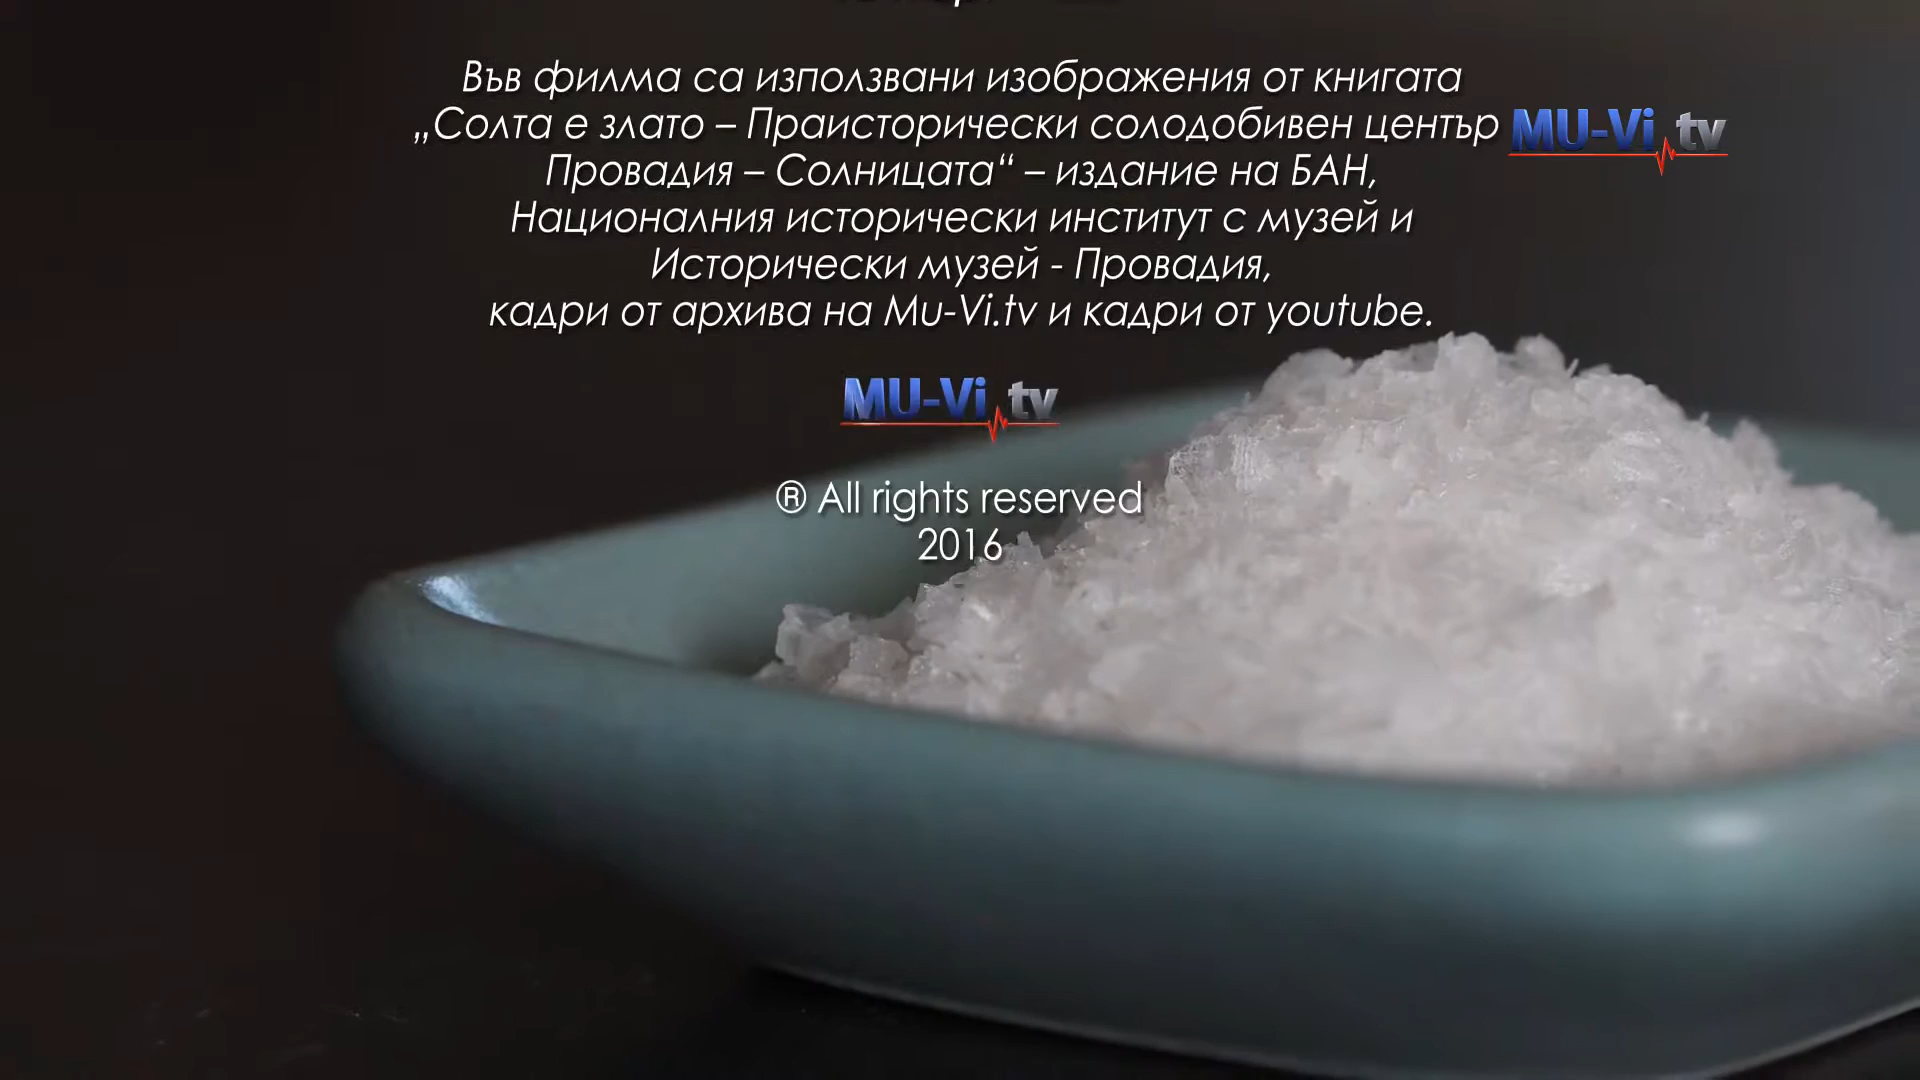 Във филма са използвани изображения от книгата
„Солта е злато – Праисторически солодобивен център
MU-Vi.tv
Провадия – Солницата“ – издание на БАН,
Националния исторически институт с музей и
Исторически музей - Провадия,
кадри от архива на Mu-Vi.tv и кадри от youtube.
MU-Vi.tv
® All rights reserved
2016